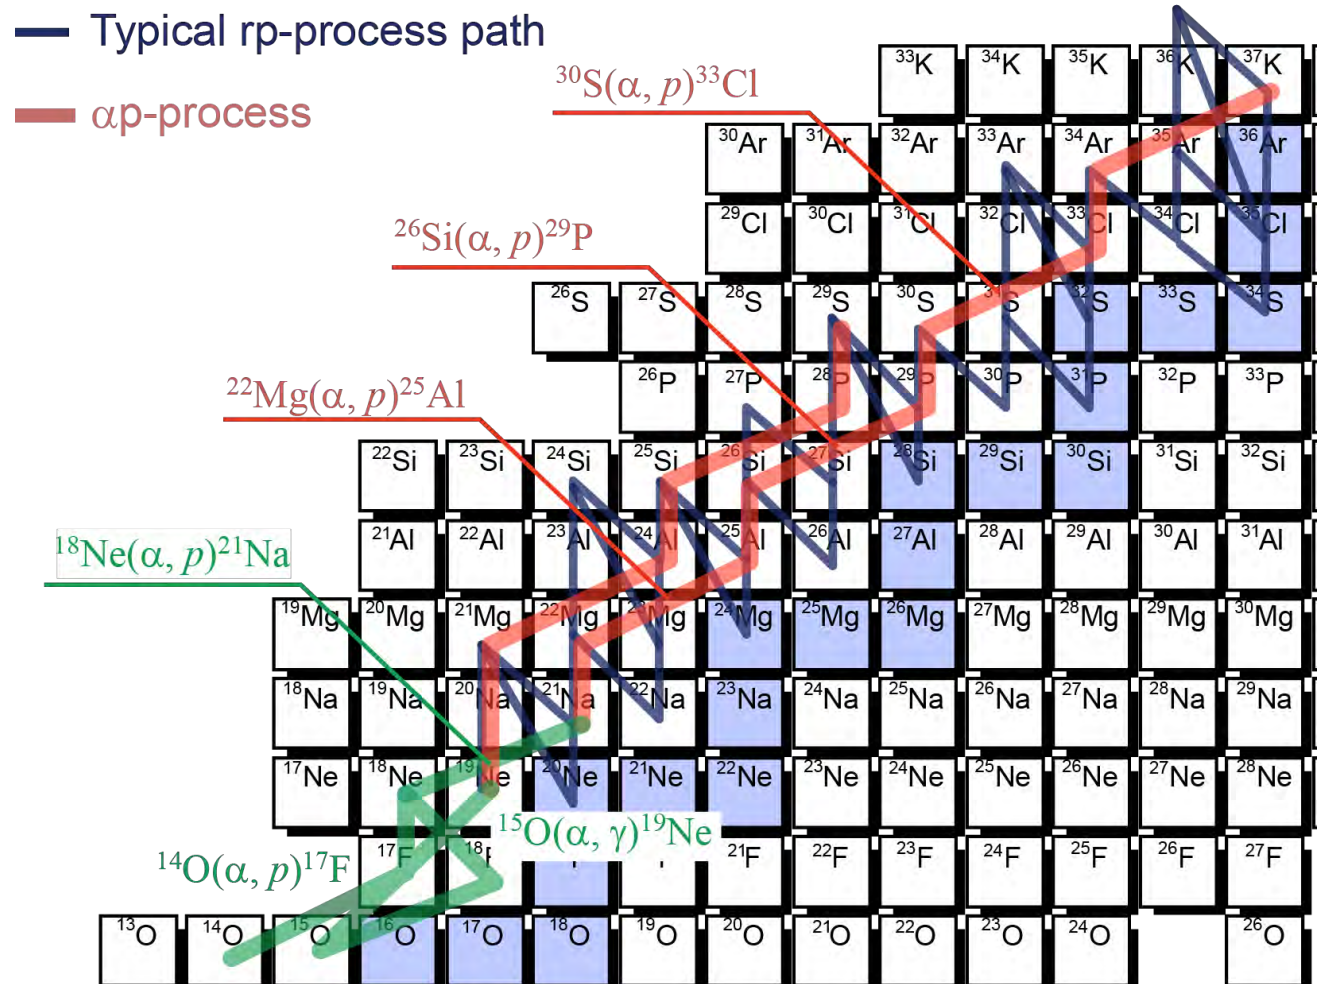 Typical rp-process path
αp-process
³⁰S(α, p)³³Cl
²⁶Si(α, p)²⁹P
²²Mg(α, p)²⁵Al
¹⁸Ne(α, p)²¹Na
¹⁵O(α, γ)¹⁹Ne
¹⁴O(α, p)¹⁷F
³³K ³⁴K ³⁵K ³⁶K ³⁷K
³⁰Ar ³¹Ar ³²Ar ³³Ar ³⁴Ar ³⁵Ar ³⁶Ar
²⁹Cl ³⁰Cl ³¹Cl ³²Cl ³³Cl ³⁴Cl ³⁵Cl
²⁶S ²⁷S ²⁸S ²⁹S ³⁰S ³¹S ³²S ³³S ³⁴S
²⁶P ²⁷P ²⁸P ²⁹P ³⁰P ³¹P ³²P ³³P
²²Si ²³Si ²⁴Si ²⁵Si ²⁶Si ²⁷Si ²⁸Si ²⁹Si ³⁰Si ³¹Si ³²Si
²¹Al ²²Al ²³Al ²⁴Al ²⁵Al ²⁶Al ²⁷Al ²⁸Al ²⁹Al ³⁰Al ³¹Al
¹⁹Mg ²⁰Mg ²¹Mg ²²Mg ²³Mg ²⁴Mg ²⁵Mg ²⁶Mg ²⁷Mg ²⁸Mg ²⁹Mg ³⁰Mg
¹⁸Na ¹⁹Na ²⁰Na ²¹Na ²²Na ²³Na ²⁴Na ²⁵Na ²⁶Na ²⁷Na ²⁸Na ²⁹Na
¹⁷Ne ¹⁸Ne ¹⁹Ne ²⁰Ne ²¹Ne ²²Ne ²³Ne ²⁴Ne ²⁵Ne ²⁶Ne ²⁷Ne ²⁸Ne
¹⁷F ¹⁸F ²¹F ²²F ²³F ²⁴F ²⁵F ²⁶F ²⁷F
¹³O ¹⁴O ¹⁵O ¹⁶O ¹⁷O ¹⁸O ¹⁹O ²⁰O ²¹O ²²O ²³O ²⁴O ²⁶O